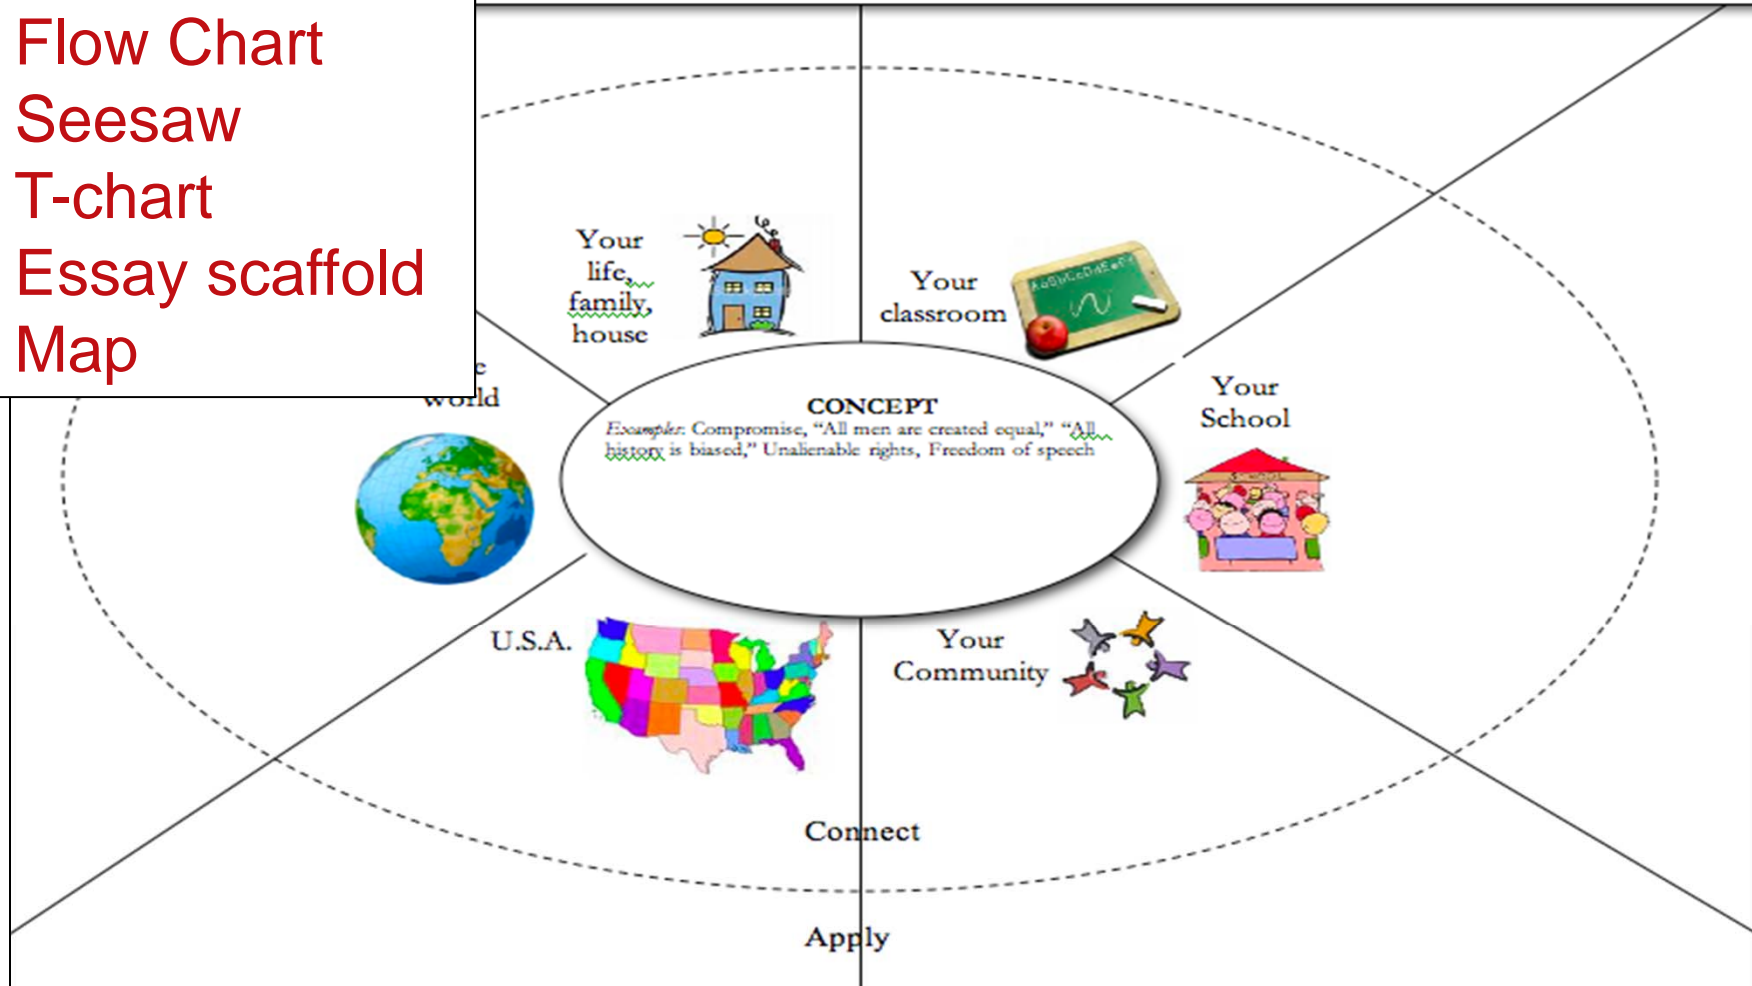 Flow Chart
Seesaw
T-chart
Essay scaffold
Map
Your
life,
family,
house
Your
classroom
e
world
CONCEPT
Examples: Compromise, “All men are created equal,” “All
history is biased,” Unalienable rights, Freedom of speech
Your
School
U.S.A.
Your
Community
Connect
Apply